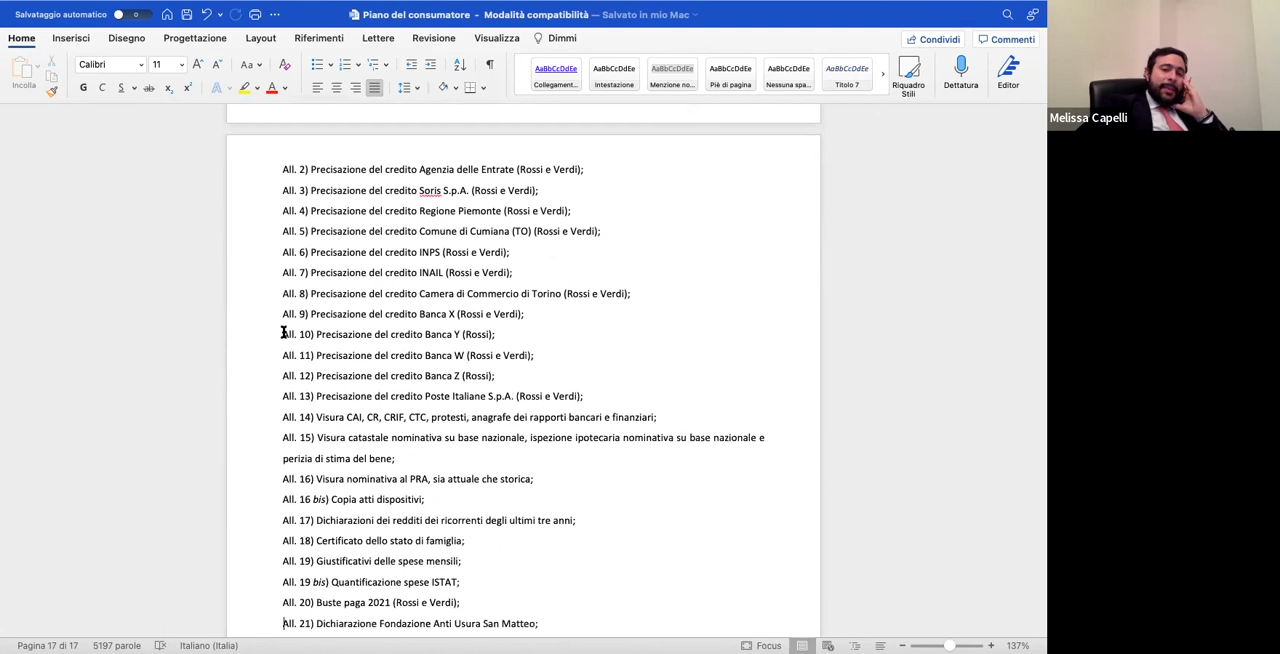 Salvataggio automatico
Piano del consumatore - Modalità compatibilità — Salvato in mio Mac
Home Inserisci Disegno Progettazione Layout Riferimenti Lettere Revisione Visualizza Dimmi
Condividi Commenti
Incolla
Calibri 11
Aa
G C S ab x₂ x² A A
AaBbCcDdEe AaBbCcDdEe AaBbCcDdEe AaBbCcDdEe AaBbCcDdEe AaBbCcDdEe
Collegament... Intestazione Menzione no... Piè di pagina Nessuna spa... Titolo 7
Riquadro Stili
Dettatura
Editor
Melissa Capelli
All. 2) Precisazione del credito Agenzia delle Entrate (Rossi e Verdi);
All. 3) Precisazione del credito Soris S.p.A. (Rossi e Verdi);
All. 4) Precisazione del credito Regione Piemonte (Rossi e Verdi);
All. 5) Precisazione del credito Comune di Cumiana (TO) (Rossi e Verdi);
All. 6) Precisazione del credito INPS (Rossi e Verdi);
All. 7) Precisazione del credito INAIL (Rossi e Verdi);
All. 8) Precisazione del credito Camera di Commercio di Torino (Rossi e Verdi);
All. 9) Precisazione del credito Banca X (Rossi e Verdi);
All. 10) Precisazione del credito Banca Y (Rossi);
All. 11) Precisazione del credito Banca W (Rossi e Verdi);
All. 12) Precisazione del credito Banca Z (Rossi);
All. 13) Precisazione del credito Poste Italiane S.p.A. (Rossi e Verdi);
All. 14) Visura CAI, CR, CRIF, CTC, protesti, anagrafe dei rapporti bancari e finanziari;
All. 15) Visura catastale nominativa su base nazionale, ispezione ipotecaria nominativa su base nazionale e
perizia di stima del bene;
All. 16) Visura nominativa al PRA, sia attuale che storica;
All. 16 bis) Copia atti dispositivi;
All. 17) Dichiarazioni dei redditi dei ricorrenti degli ultimi tre anni;
All. 18) Certificato dello stato di famiglia;
All. 19) Giustificativi delle spese mensili;
All. 19 bis) Quantificazione spese ISTAT;
All. 20) Buste paga 2021 (Rossi e Verdi);
All. 21) Dichiarazione Fondazione Anti Usura San Matteo;
Pagina 17 di 17 5197 parole Italiano (Italia) Focus 137%